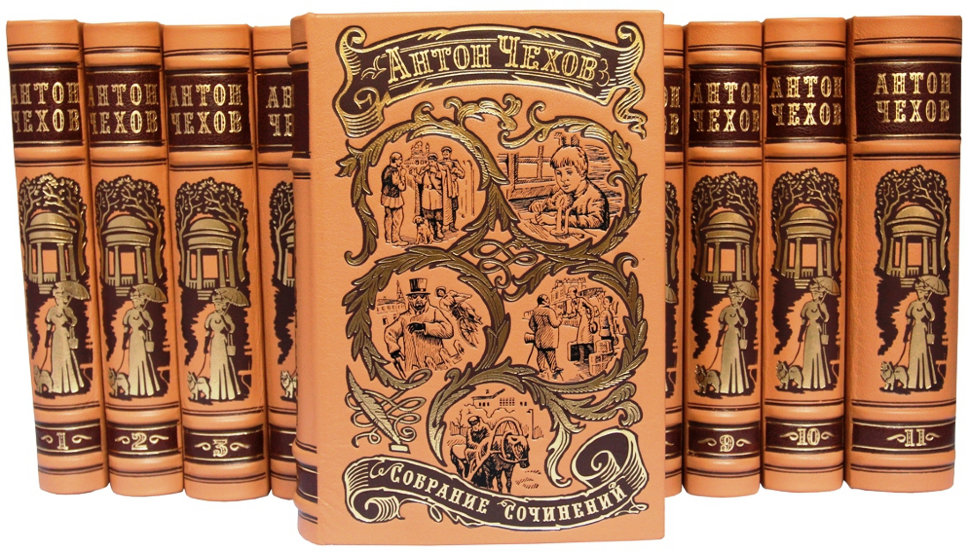 АНТОН
ЧЕХОВ
1
АНТОН
ЧЕХОВ
2
АНТОН
ЧЕХОВ
3
АНТОН ЧЕХОВ
СОБРАНИЕ СОЧИНЕНИЙ
АНТОН
ЧЕХОВ
9
АНТОН
ЧЕХОВ
10
АНТОН
ЧЕХОВ
11